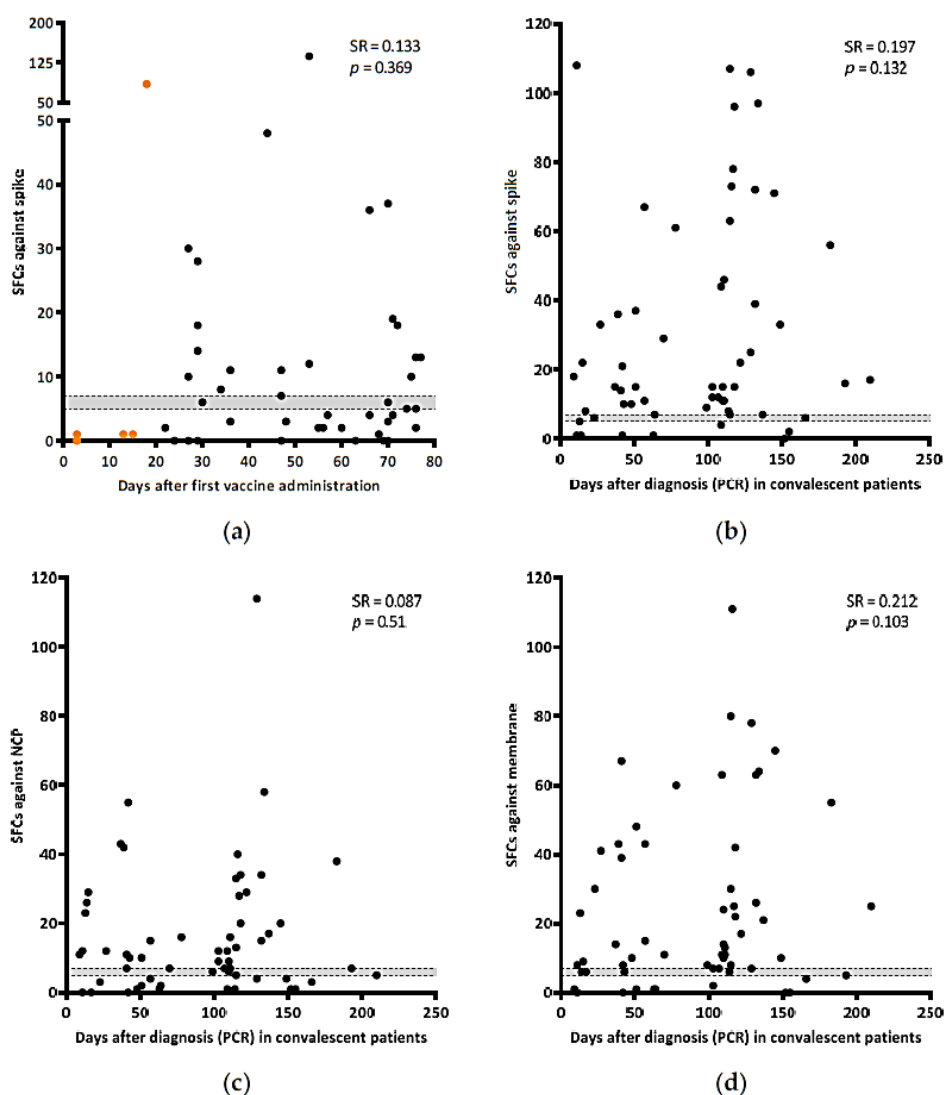 200
125
50
50
40
30
20
10
0
SFCs against spike
SR = 0.133
p = 0.369
0 10 20 30 40 50 60 70 80
Days after first vaccine administration
(a)
120
100
80
60
40
20
0
SFCs against spike
SR = 0.197
p = 0.132
0 50 100 150 200 250
Days after diagnosis (PCR) in convalescent patients
(b)
120
100
80
60
40
20
0
SFCs against NCP
SR = 0.087
p = 0.51
0 50 100 150 200 250
Days after diagnosis (PCR) in convalescent patients
(c)
120
100
80
60
40
20
0
SFCs against membrane
SR = 0.212
p = 0.103
0 50 100 150 200 250
Days after diagnosis (PCR) in convalescent patients
(d)